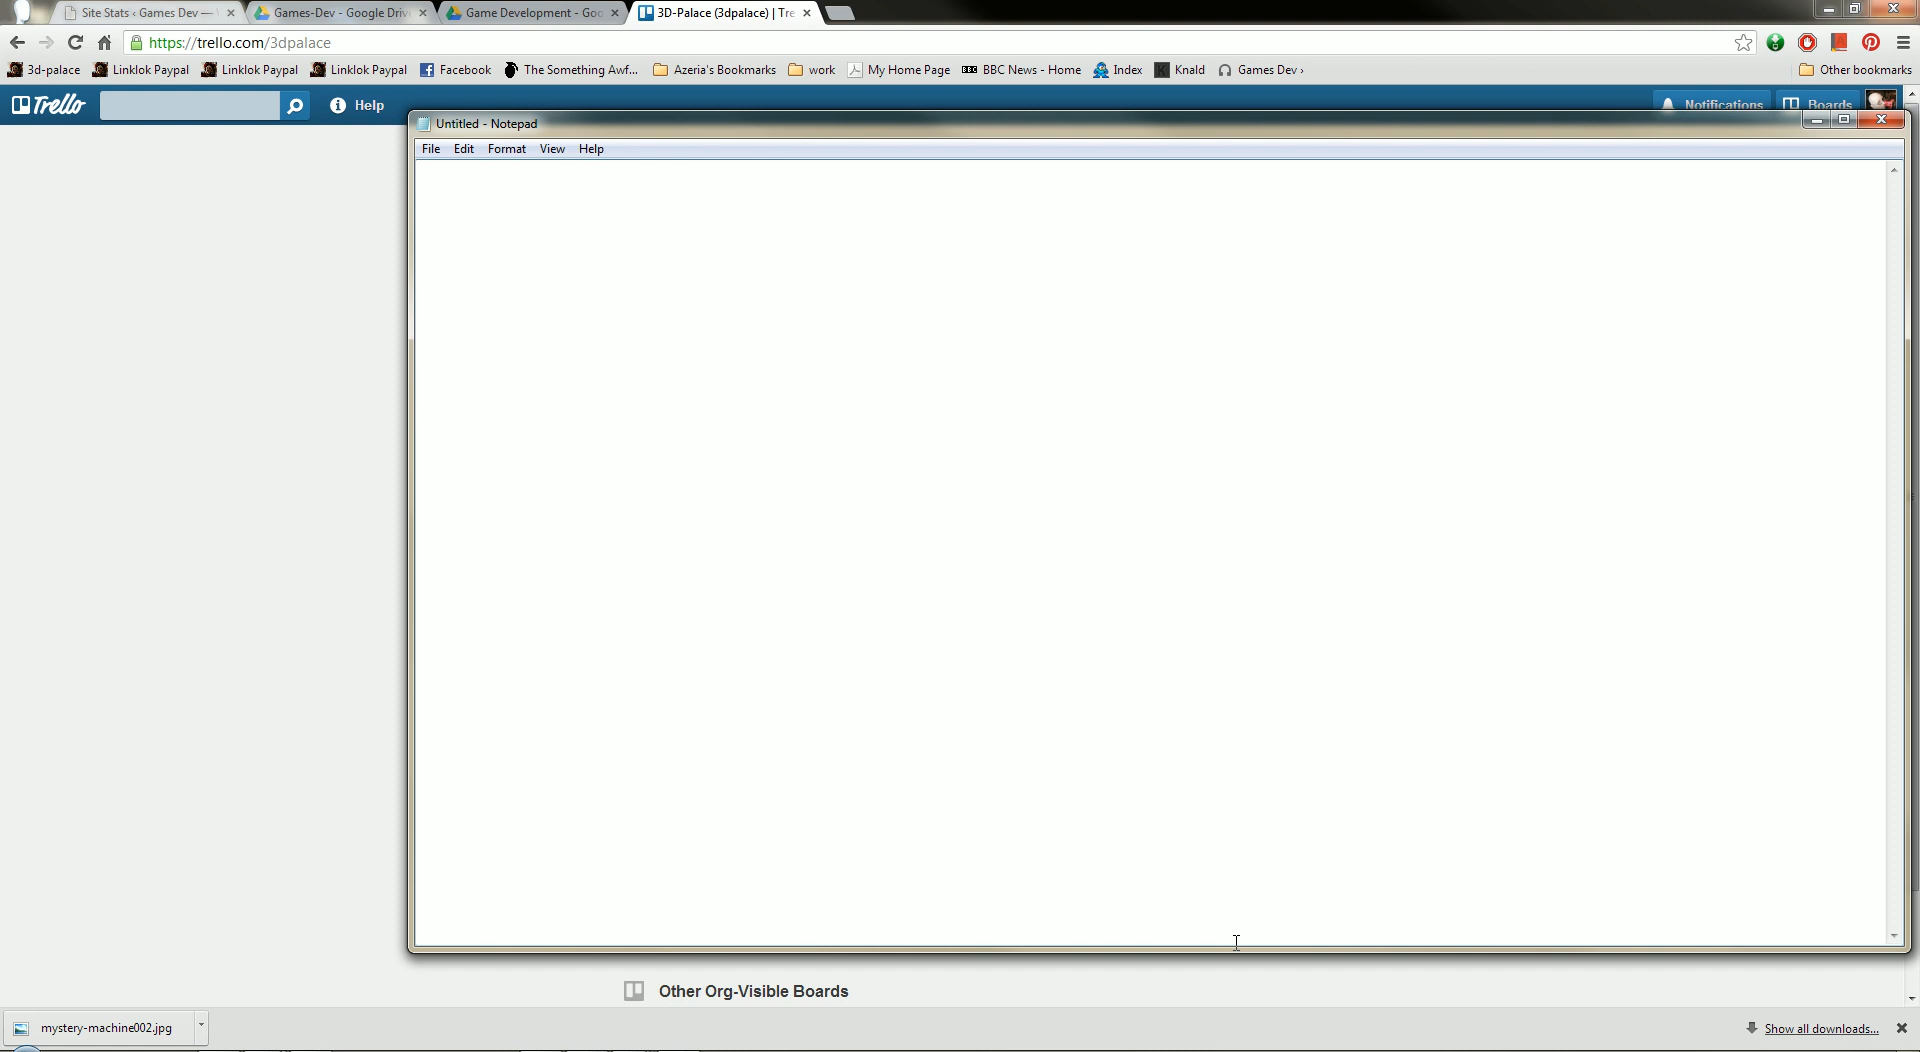 Site Stats ‹ Games Dev —
Games-Dev - Google Driv
Game Development - Goo
3D-Palace (3dpalace) | Tre
https://trello.com/3dpalace
3d-palace
Linklok Paypal
Linklok Paypal
Linklok Paypal
Facebook
The Something Awf...
Azeria's Bookmarks
work
My Home Page
BBC News - Home
Index
Knald
Games Dev ›
Other bookmarks
Trello
Help
Notifications
Boards
Untitled - Notepad
File Edit Format View Help
Other Org-Visible Boards
mystery-machine002.jpg
Show all downloads...